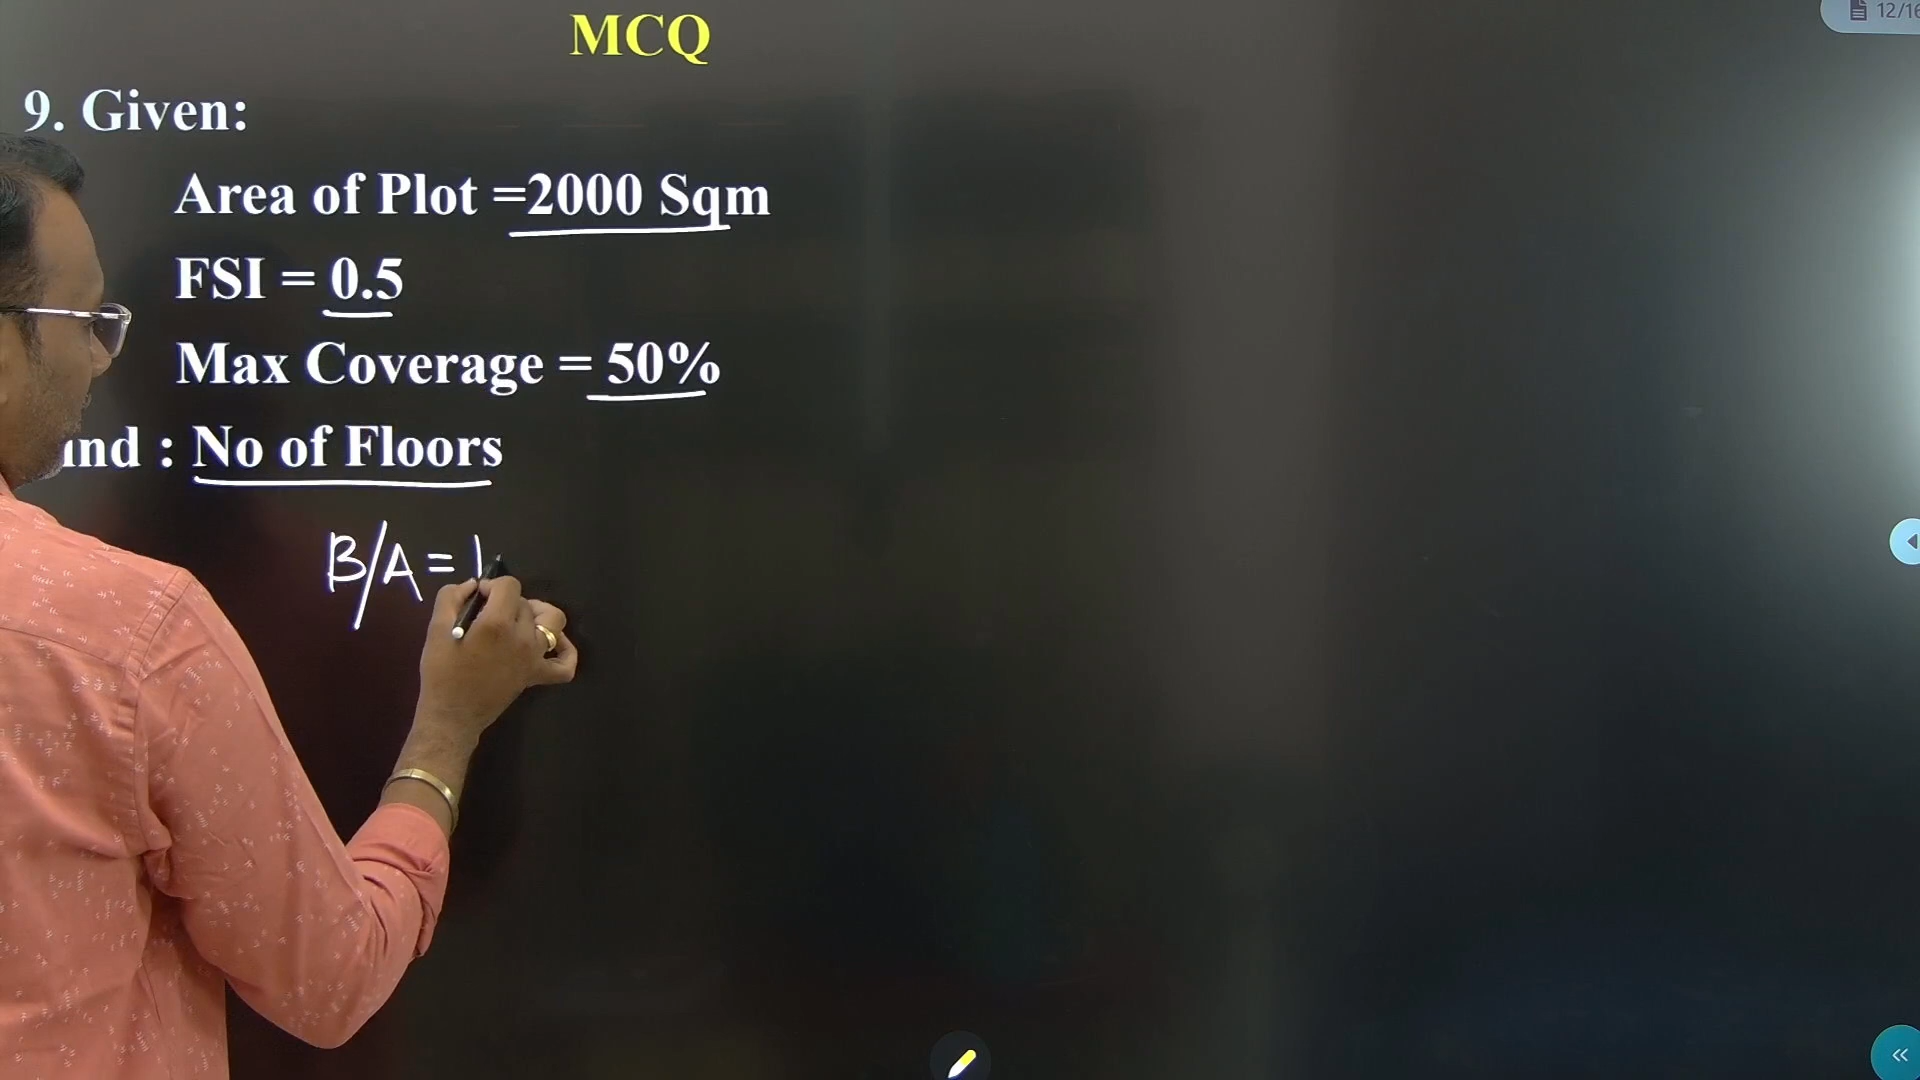 12/16
MCQ
9. Given:
Area of Plot =2000 Sqm
FSI = 0.5
Max Coverage = 50%
ind : No of Floors
B/A = 1